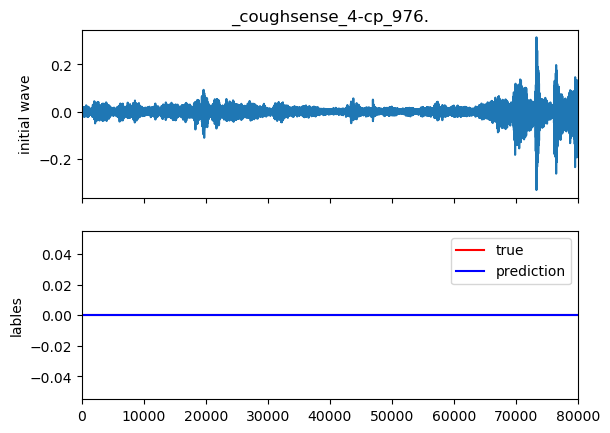 _coughsense_4-cp_976.
initial wave
0.2
0.0
−0.2
lables
0.04
0.02
0.00
−0.02
−0.04
true
prediction
0 10000 20000 30000 40000 50000 60000 70000 80000